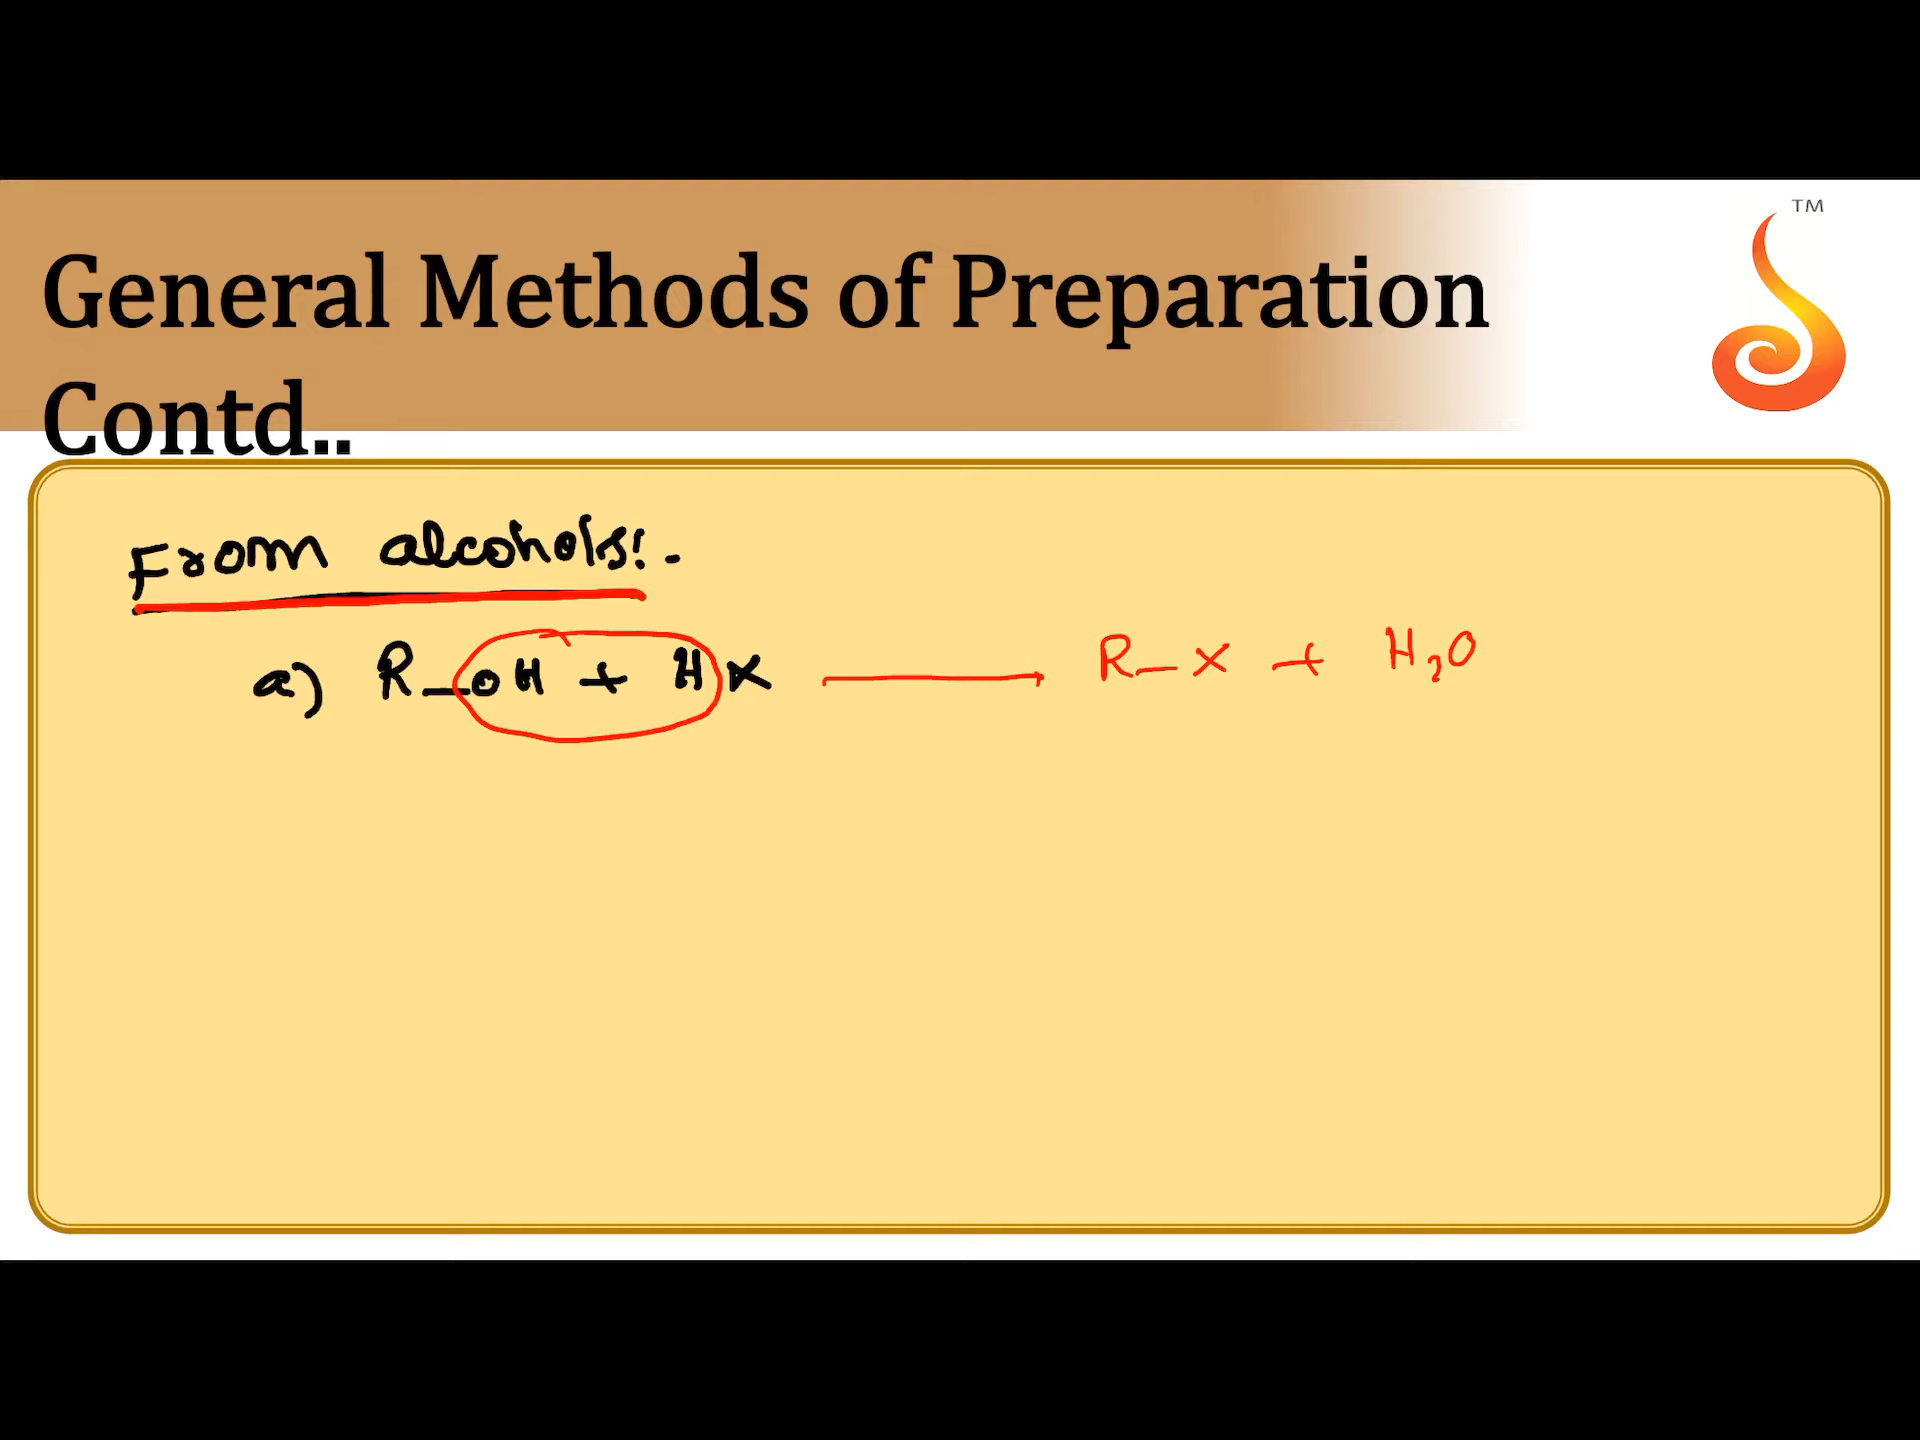 TM
General Methods of Preparation
Contd..
From alcohols:-
a) R-OH + HX ⟶ R-X + H₂O